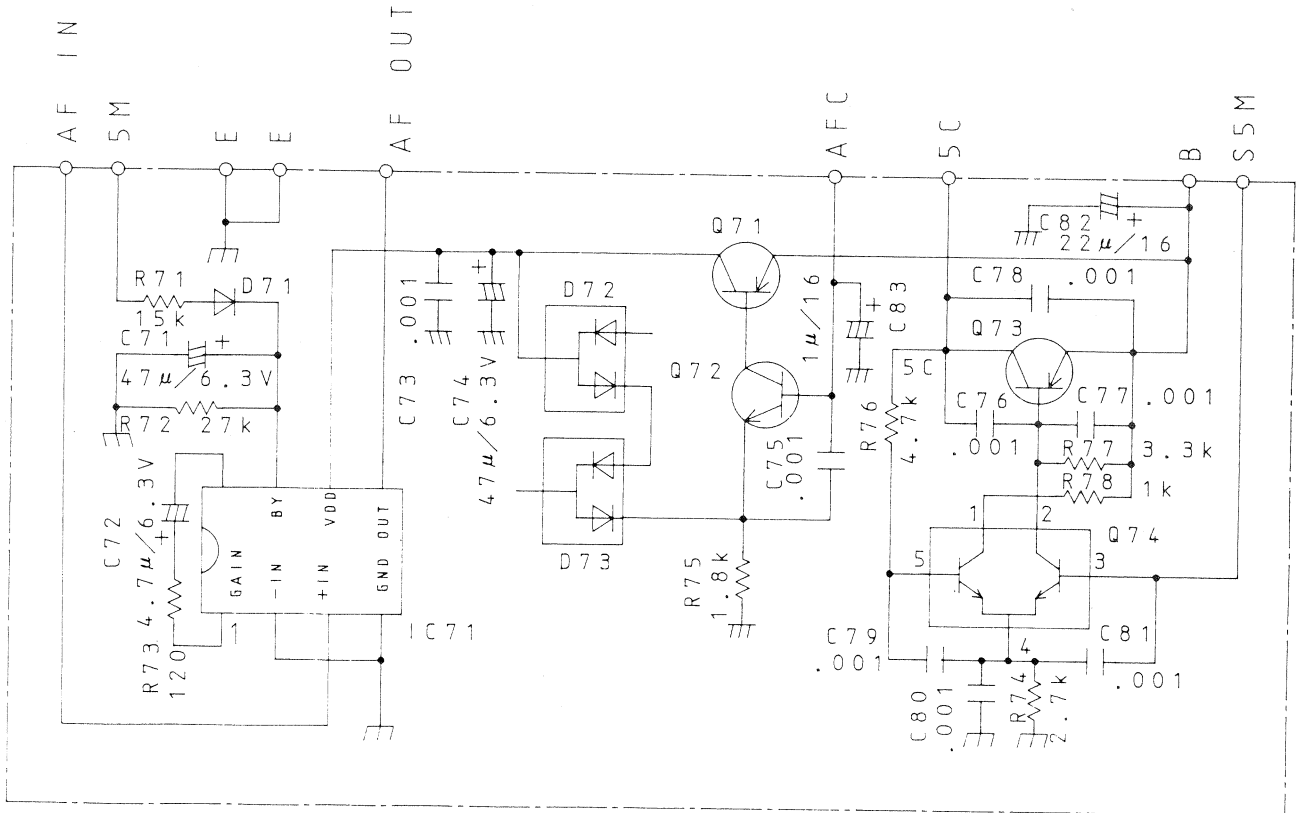 AF IN
5M
E
E
AF OUT
AFC
5C
B
S5M
R71
15k
D71
C71
47μ/6.3V
R72 27k
C72
4.7μ/6.3V
R73
120
GAIN
BY
-IN
VDD
+IN
GND OUT
1
IC71
C73
.001
C74
47μ/6.3V
D72
D73
Q71
Q72
1μ/16
C83
C75
.001
R75
1.8k
C82
22μ/16
C78
.001
Q73
5C
R76
4.7k
C76
.001
C77
.001
R77
3.3k
R78
1k
1
2
Q74
5
3
4
C79
.001
C80
.001
R74
2.7k
C81
.001
+
+
+
+
+